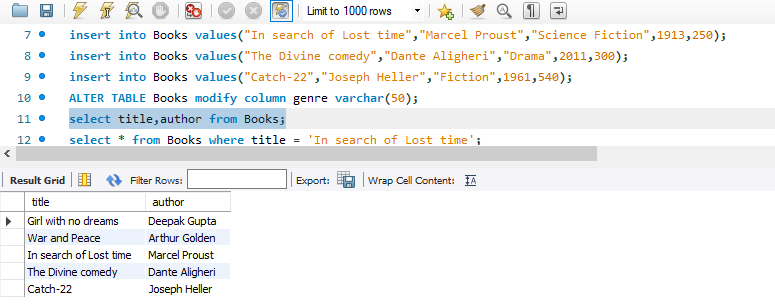 Limit to 1000 rows
7 insert into Books values("In search of Lost time","Marcel Proust","Science Fiction",1913,250);
8 insert into Books values("The Divine comedy","Dante Aligheri","Drama",2011,300);
9 insert into Books values("Catch-22","Joseph Heller","Fiction",1961,540);
10 ALTER TABLE Books modify column genre varchar(50);
11 select title,author from Books;
12 select * from Books where title = 'In search of Lost time';
Result Grid Filter Rows: Export: Wrap Cell Content:
title author
Girl with no dreams Deepak Gupta
War and Peace Arthur Golden
In search of Lost time Marcel Proust
The Divine comedy Dante Aligheri
Catch-22 Joseph Heller